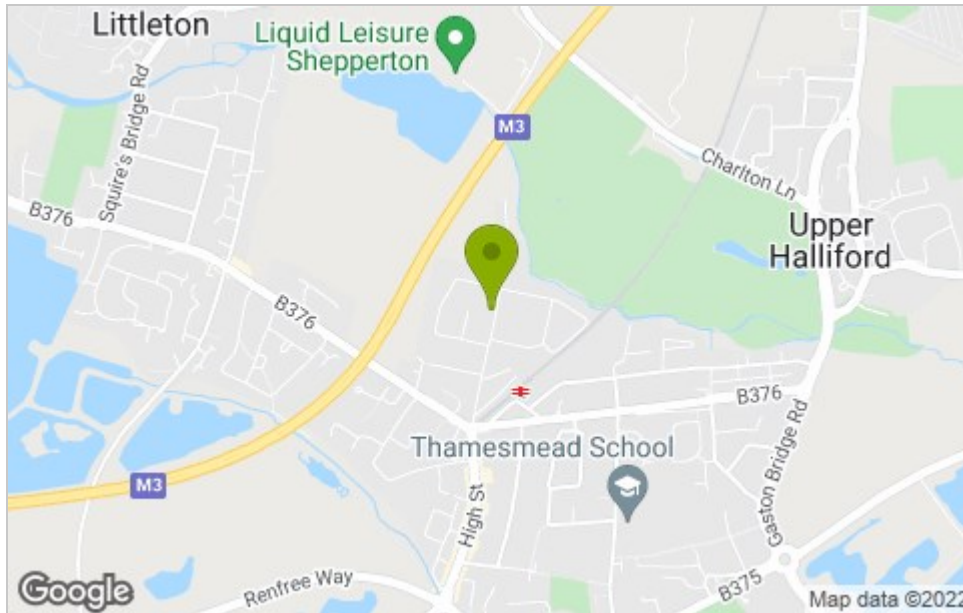 Littleton
Liquid Leisure
Shepperton
Squire's Bridge Rd
M3
Charlton Ln
B376
Upper
Halliford
B376
B376
Thamesmead School
M3
High St
Gaston Bridge Rd
Renfree Way
B375
Google
Map data ©2022